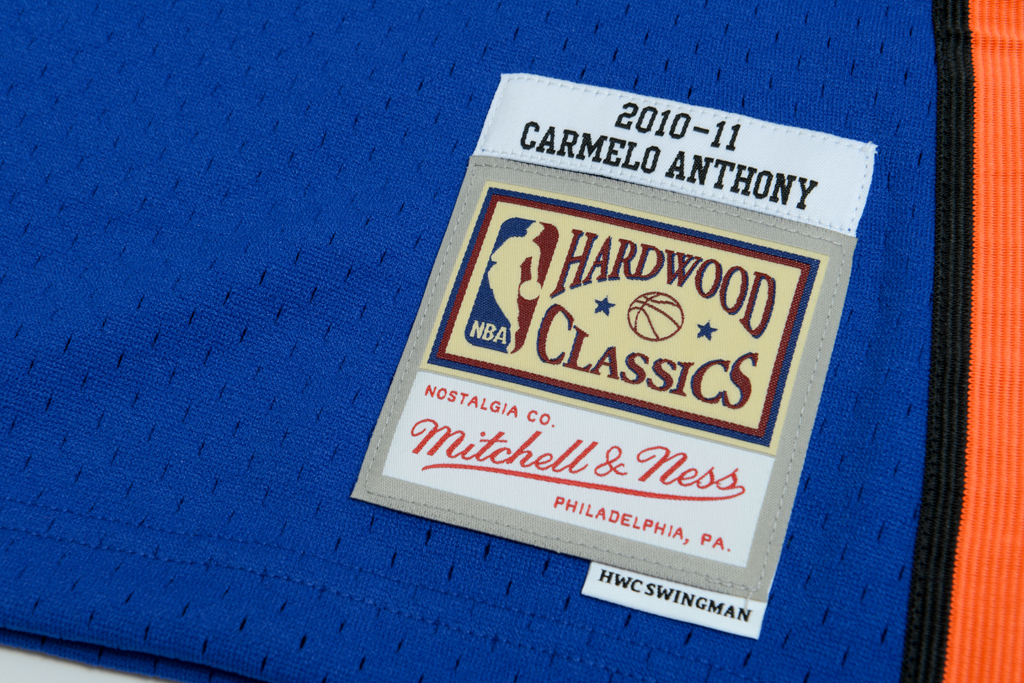 2010-11
CARMELO ANTHONY
HARDWOOD
NBA
CLASSICS
NOSTALGIA CO.
Mitchell & Ness
PHILADELPHIA, PA.
HWC SWINGMAN